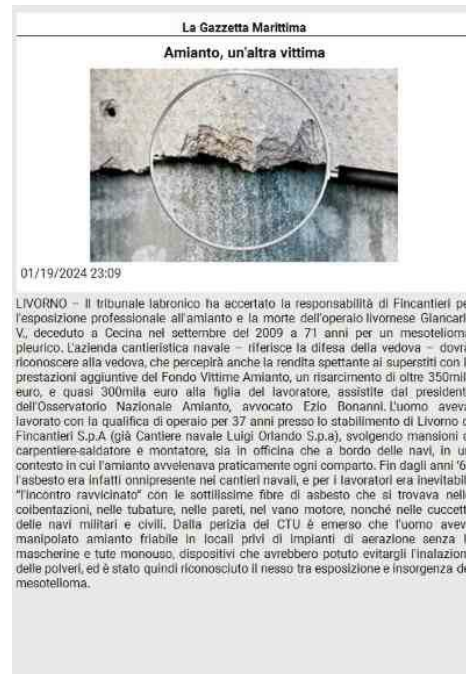 La Gazzetta Marittima
Amianto, un'altra vittima
01/19/2024 23:09
LIVORNO – Il tribunale labronico ha accertato la responsabilità di Fincantieri pe
l'esposizione professionale all'amianto e la morte dell'operaio livornese Giancarl
V., deceduto a Cecina nel settembre del 2009 a 71 anni per un mesoteliom
pleurico. L'azienda cantieristica navale – riferisce la difesa della vedova – dovr
riconoscere alla vedova, che percepirà anche la rendita spettante ai superstiti con l
prestazioni aggiuntive del Fondo Vittime Amianto, un risarcimento di oltre 350mil
euro, e quasi 300mila euro alla figlia del lavoratore, assistite dal president
dell'Osservatorio Nazionale Amianto, avvocato Ezio Bonanni. L'uomo avev
lavorato con la qualifica di operaio per 37 anni presso lo stabilimento di Livorno d
Fincantieri S.p.A (già Cantiere navale Luigi Orlando S.p.a), svolgendo mansioni d
carpentiere-saldatore e montatore, sia in officina che a bordo delle navi, in u
contesto in cui l'amianto avvelenava praticamente ogni comparto. Fin dagli anni '6
l'asbesto era infatti onnipresente nei cantieri navali, e per i lavoratori era inevitabil
"l'incontro ravvicinato" con le sottilissime fibre di asbesto che si trovava nell
coibentazioni, nelle tubature, nelle pareti, nel vano motore, nonché nelle cuccett
delle navi militari e civili. Dalla perizia del CTU è emerso che l'uomo avev
manipolato amianto friabile in locali privi di impianti di aerazione senza l
mascherine e tute monouso, dispositivi che avrebbero potuto evitargli l'inalazion
delle polveri, ed è stato quindi riconosciuto il nesso tra esposizione e insorgenza de
mesotelioma.